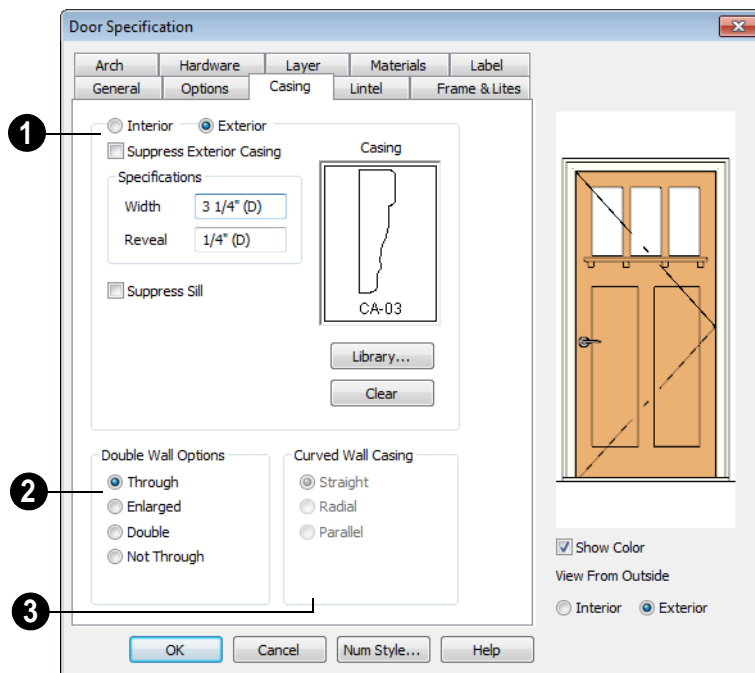 Door Specification
Arch Hardware Layer Materials Label
General Options Casing Lintel Frame & Lites
1
Interior Exterior
Suppress Exterior Casing
Casing
Specifications
Width 3 1/4" (D)
Reveal 1/4" (D)
Suppress Sill
CA-03
Library...
Clear
Double Wall Options
Through
Enlarged
Double
Not Through
2
Curved Wall Casing
Straight
Radial
Parallel
3
Show Color
View From Outside
Interior Exterior
OK Cancel Num Style... Help